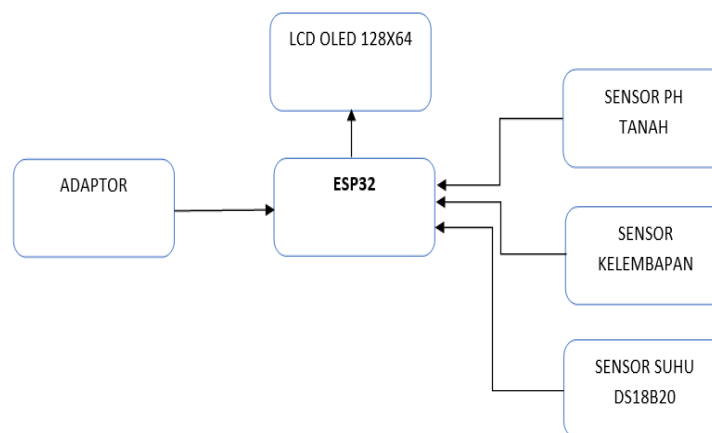 LCD OLED 128X64
SENSOR PH
TANAH
ADAPTOR
ESP32
SENSOR
KELEMBAPAN
SENSOR SUHU
DS18B20